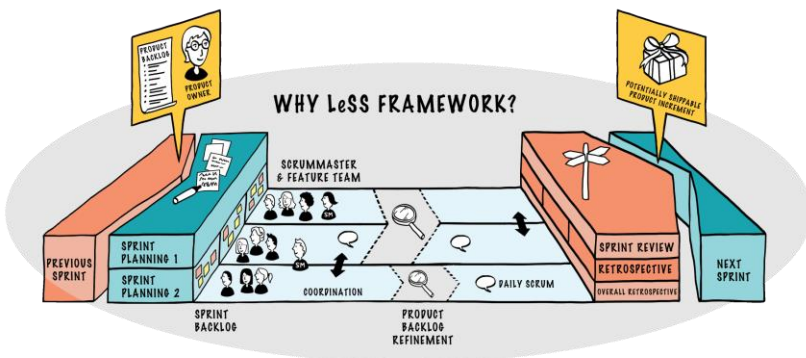 PRODUCT
BACKLOG
PRODUCT
OWNER
POTENTIALLY SHIPPABLE
PRODUCT INCREMENT
WHY LeSS FRAMEWORK?
SCRUMMASTER
& FEATURE TEAM
SM
SM
PREVIOUS
SPRINT
SPRINT
PLANNING 1
SPRINT
PLANNING 2
SPRINT
BACKLOG
COORDINATION
PRODUCT
BACKLOG
REFINEMENT
DAILY SCRUM
SPRINT REVIEW
RETROSPECTIVE
OVERALL RETROSPECTIVE
NEXT
SPRINT